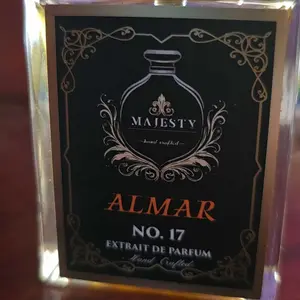 MAJESTY
hand crafted
ALMAR
NO. 17
EXTRAIT DE PARFUM
Hand Crafted